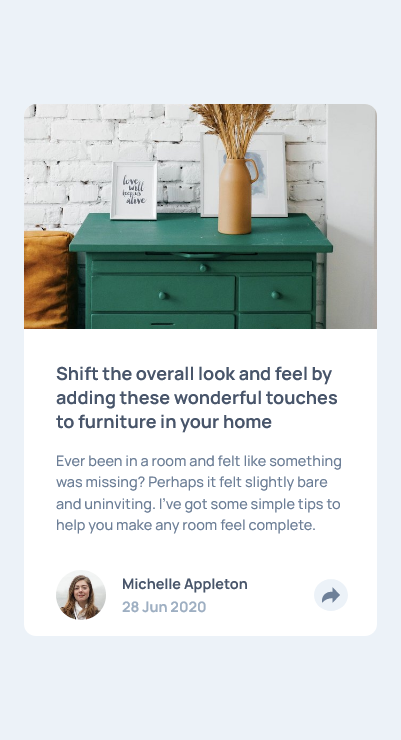 love
will
keep us
alive
Shift the overall look and feel by
adding these wonderful touches
to furniture in your home
Ever been in a room and felt like something
was missing? Perhaps it felt slightly bare
and uninviting. I’ve got some simple tips to
help you make any room feel complete.
Michelle Appleton
28 Jun 2020